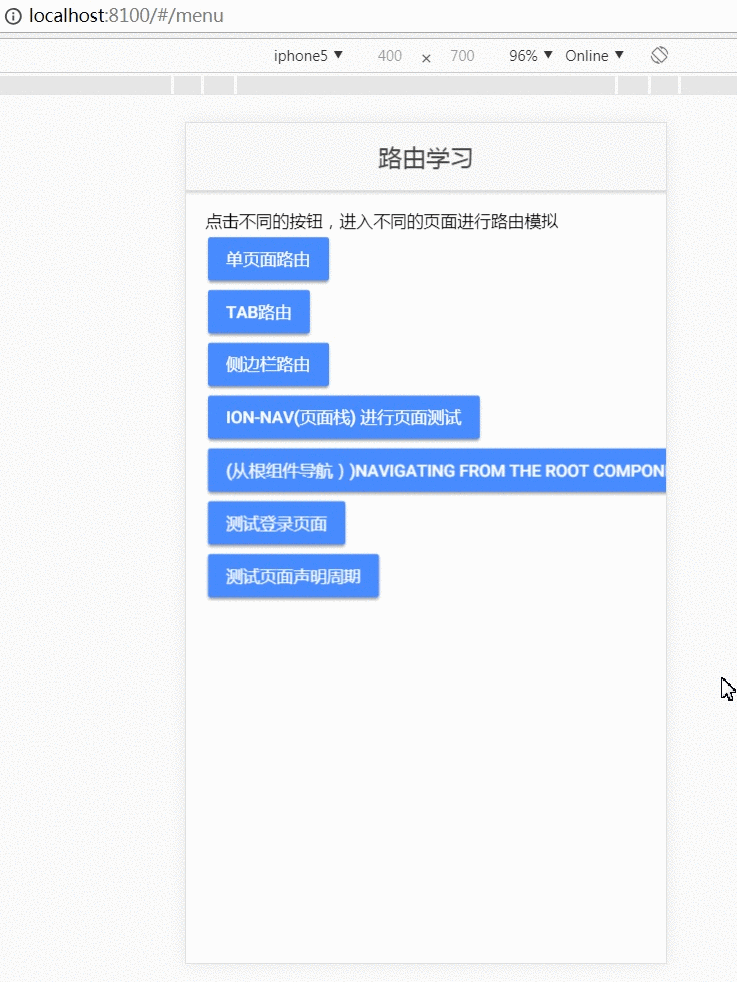 localhost:8100/#/menu
iphone5 ▼ 400 × 700 96% ▼ Online ▼
路由学习
点击不同的按钮，进入不同的页面进行路由模拟
单页面路由
TAB路由
侧边栏路由
ION-NAV(页面栈) 进行页面测试
(从根组件导航））NAVIGATING FROM THE ROOT
测试登录页面
测试页面声明周期